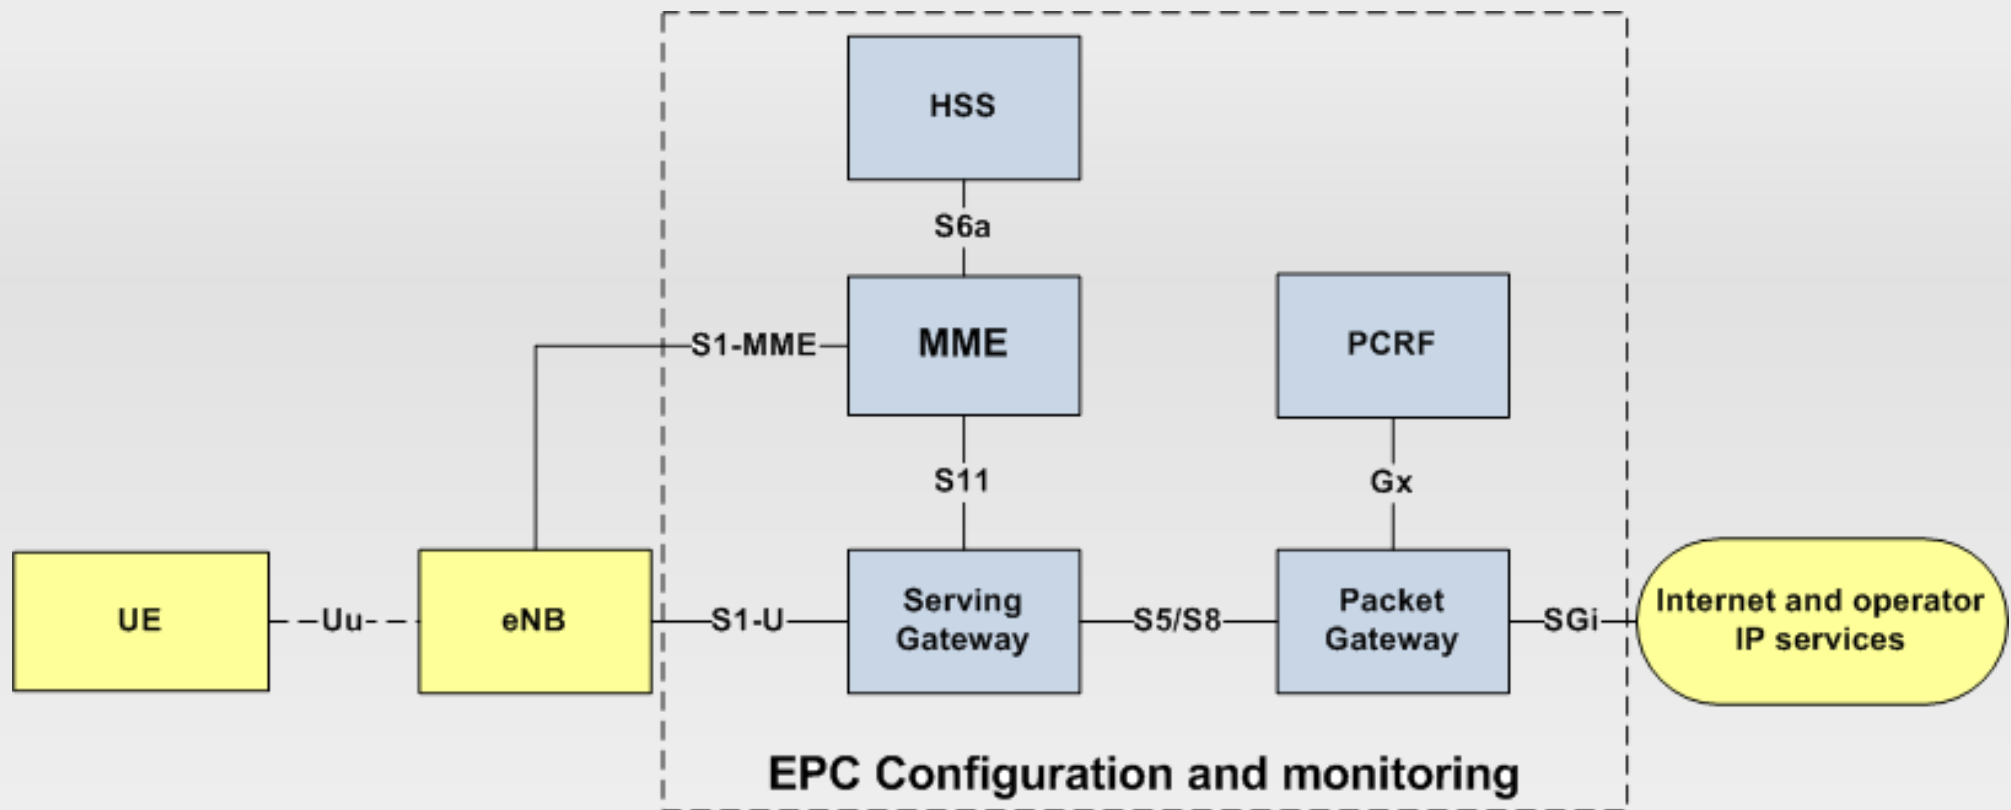 HSS
S6a
S1-MME
MME
PCRF
S11
Gx
UE
Uu
eNB
S1-U
Serving
Gateway
S5/S8
Packet
Gateway
SGi
Internet and operator
IP services
EPC Configuration and monitoring